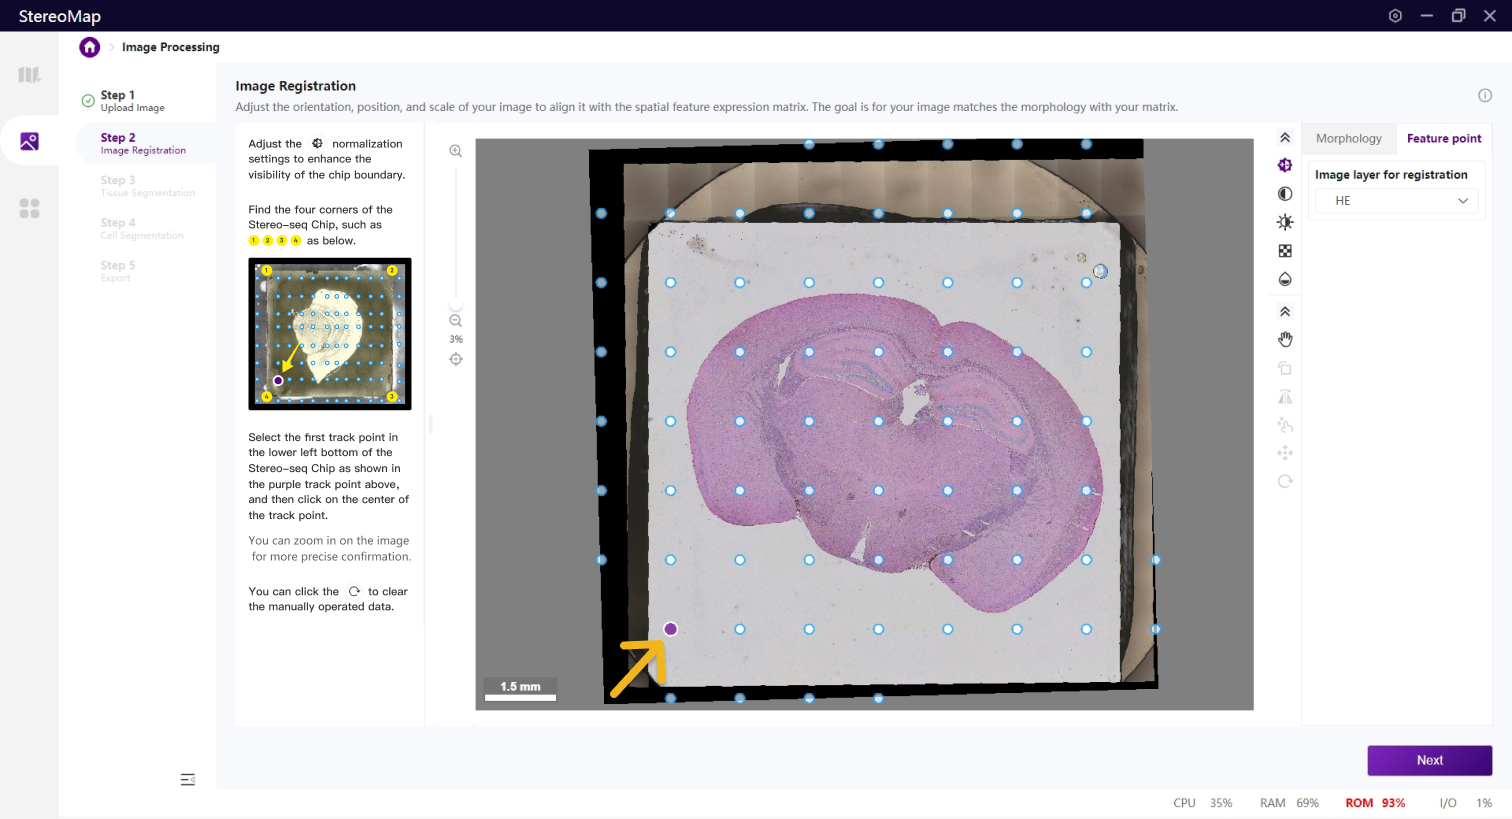 StereoMap
Image Processing
Step 1
Upload Image
Step 2
Image Registration
Step 3
Tissue Segmentation
Step 4
Cell Segmentation
Step 5
Export
Image Registration
Adjust the orientation, position, and scale of your image to align it with the spatial feature expression matrix. The goal is for your image matches the morphology with your matrix.
Adjust the normalization
settings to enhance the
visibility of the chip boundary.
Find the four corners of the
Stereo-seq Chip, such as
1 2 3 4 as below.
1 2
4 3
Select the first track point in
the lower left bottom of the
Stereo-seq Chip as shown in
the purple track point above,
and then click on the center of
the track point.
You can zoom in on the image
for more precise confirmation.
You can click the to clear
the manually operated data.
3%
1.5 mm
Morphology
Feature point
Image layer for registration
HE
Next
CPU 35% RAM 69% ROM 93% I/O 1%